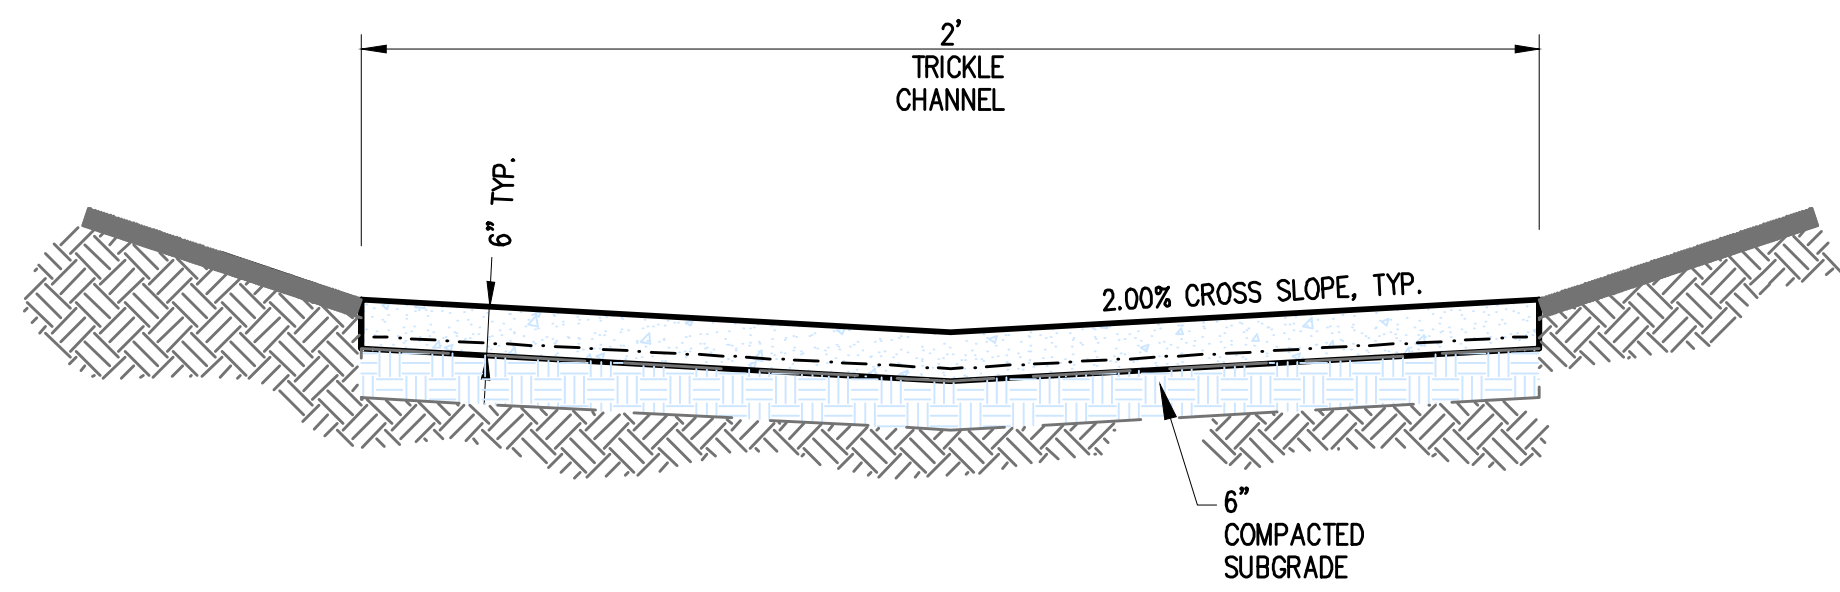 2'
TRICKLE
CHANNEL
6" TYP.
2.00% CROSS SLOPE, TYP.
6"
COMPACTED
SUBGRADE